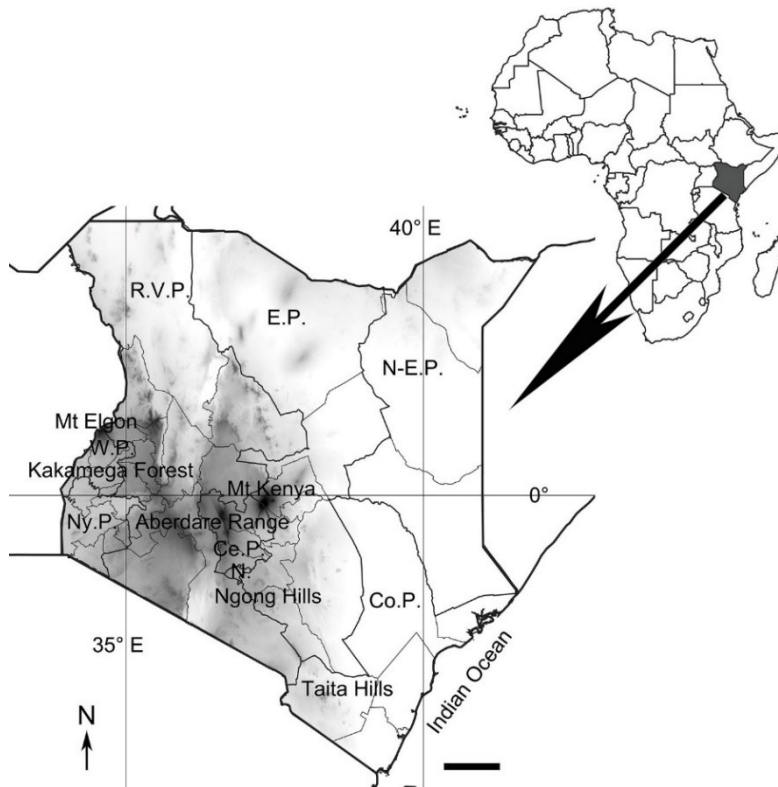 40° E
R.V.P.
E.P.
N-E.P.
Mt Elgon
W.P.
Kakamega Forest
Mt Kenya
0°
Ny.P.
Aberdare Range
Ce.P.
N.
Ngong Hills
Co.P.
35° E
Taita Hills
Indian Ocean
N